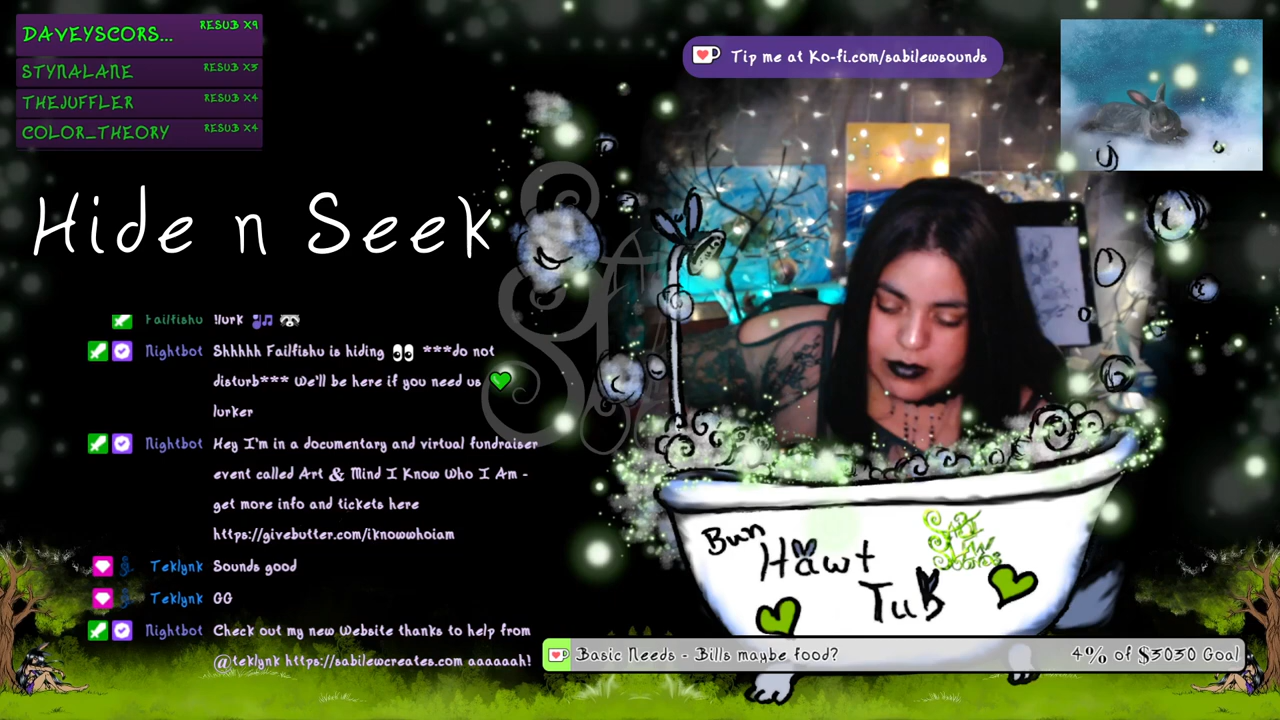 DAVEYSCORS... RESUB X9
STYNALANE RESUB X5
THEJUFFLER RESUB X4
COLOR_THEORY RESUB X4
Tip me at Ko-fi.com/sabilewsounds
Hide n Seek
Failfishu !lurk
Nightbot Shhhhh Failfishu is hiding 👀 ***do not
disturb*** We'll be here if you need us 💚
lurker
Nightbot Hey I'm in a documentary and virtual fundraiser
event called Art & Mind I Know Who I Am -
get more info and tickets here
https://givebutter.com/iknowwhoiam
Teklynk Sounds good
Teklynk GG
Nightbot Check out my new Website thanks to help from
@teklynk https://sabilewcreates.com aaaaaah!
Bun
Hawt
Tub
SABI
LEW
SOUNDS
Basic Needs - Bills maybe food? 4% of $3030 Goal